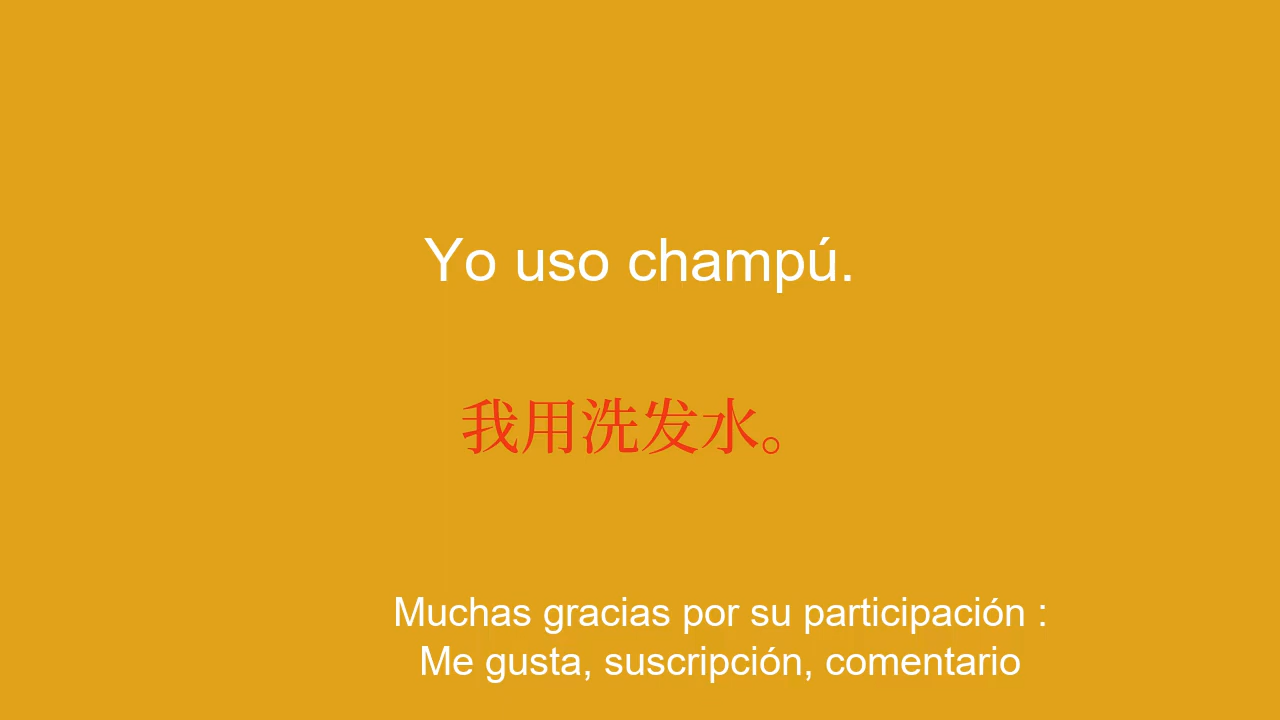 Yo uso champú.
我用洗发水。
Muchas gracias por su participación :
Me gusta, suscripción, comentario